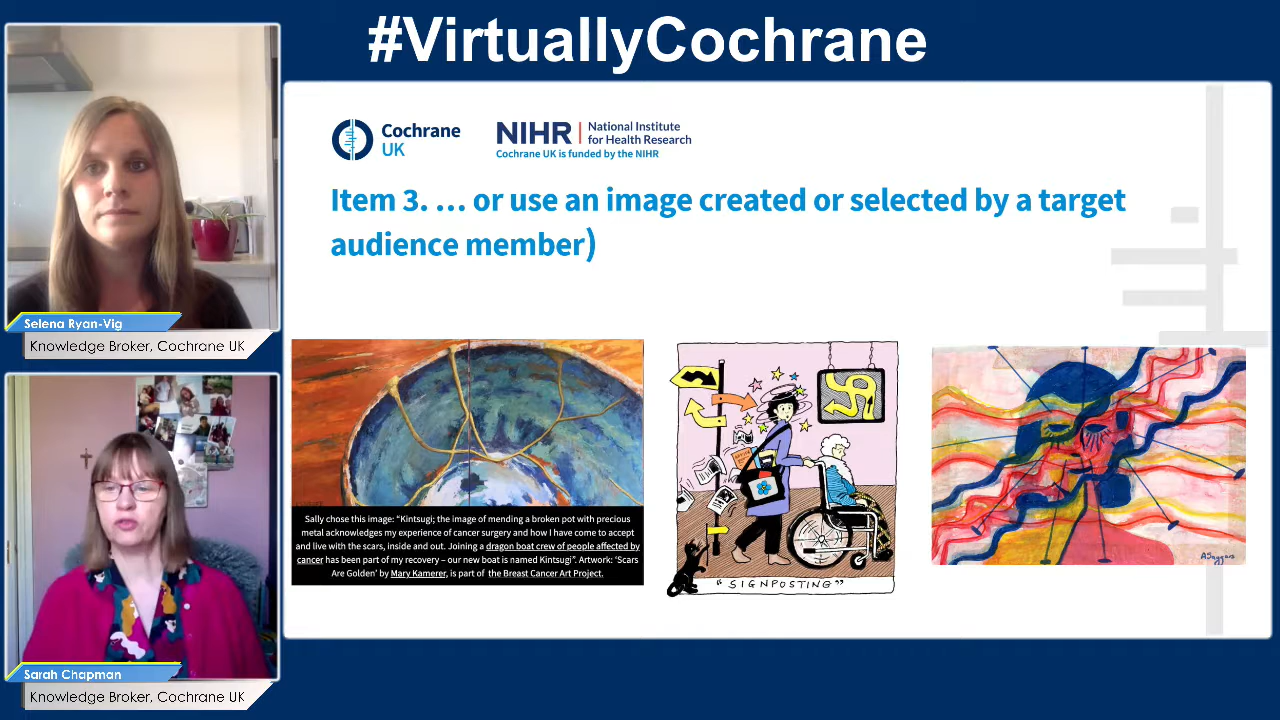 #VirtuallyCochrane
Cochrane
UK
NIHR | National Institute
for Health Research
Cochrane UK is funded by the NIHR
Item 3. ... or use an image created or selected by a target
audience member)
Selena Ryan-Vig
Knowledge Broker, Cochrane UK
Sally chose this image: “Kintsugi; the image of mending a broken pot with precious
metal acknowledges my experience of cancer surgery and how I have come to accept
and live with the scars, inside and out. Joining a dragon boat crew of people affected by
cancer has been part of my recovery – our new boat is named Kintsugi”. Artwork: ‘Scars
Are Golden’ by Mary Kamerer, is part of the Breast Cancer Art Project.
"SIGNPOSTING"
Sarah Chapman
Knowledge Broker, Cochrane UK